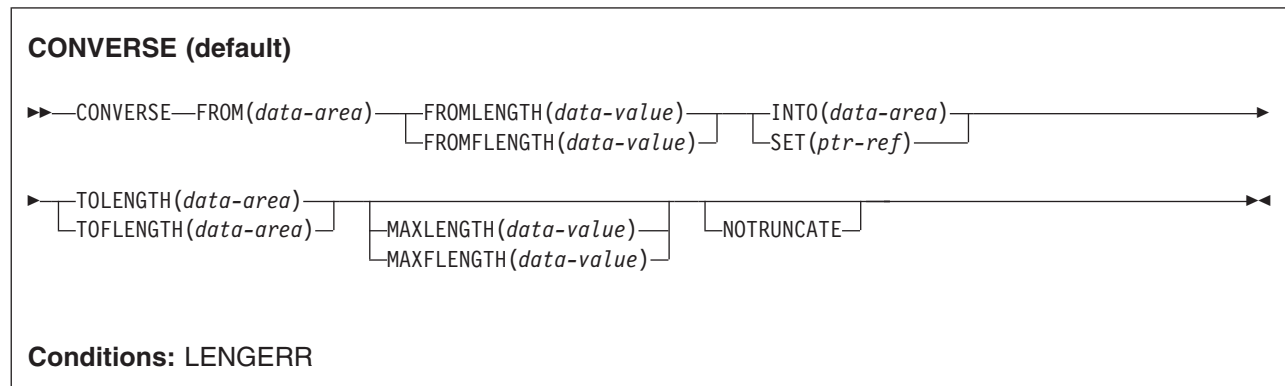 CONVERSE (default)
CONVERSE FROM(data-area) FROMLENGTH(data-value) INTO(data-area)
FROMFLENGTH(data-value) SET(ptr-ref)
TOLENGTH(data-area)
TOFLENGTH(data-area) MAXLENGTH(data-value) NOTRUNCATE
MAXFLENGTH(data-value)
Conditions: LENGERR